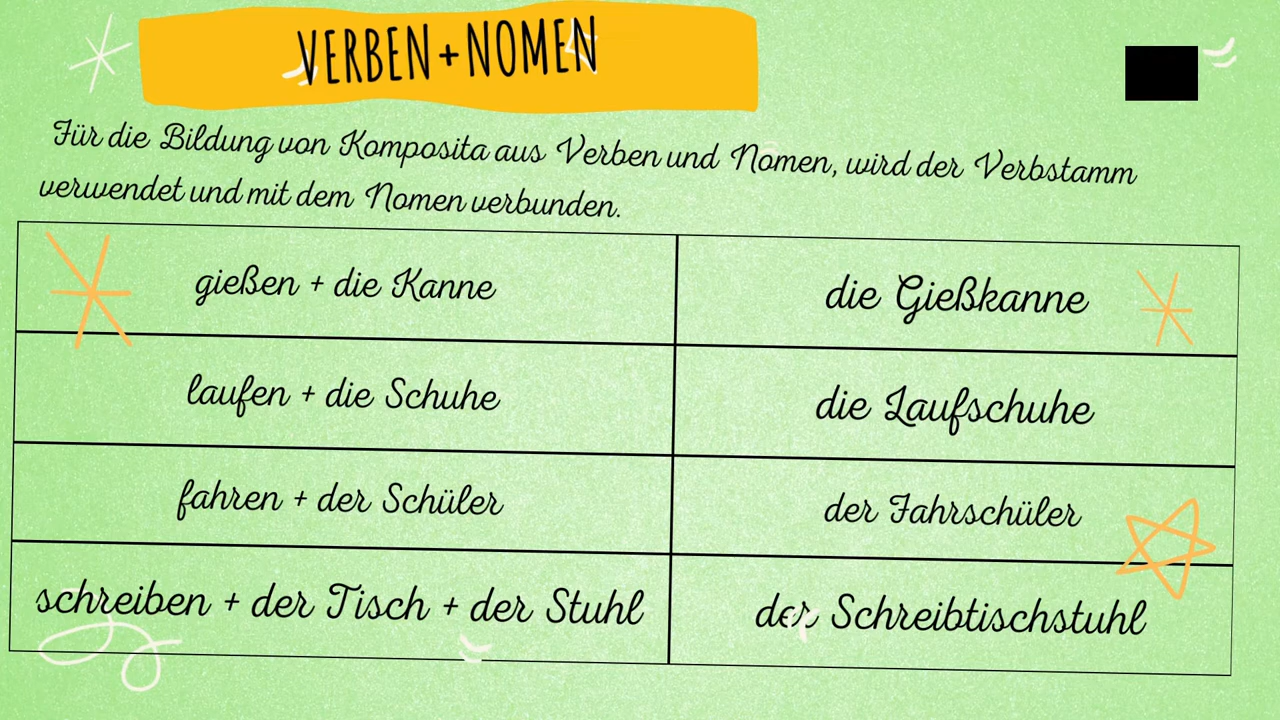 VERBEN+NOMEN
Für die Bildung von Komposita aus Verben und Nomen, wird der Verbstamm
verwendet und mit dem Nomen verbunden.
gießen + die Kanne
die Gießkanne
laufen + die Schuhe
die Laufschuhe
fahren + der Schüler
der Fahrschüler
schreiben + der Tisch + der Stuhl
der Schreibtischstuhl